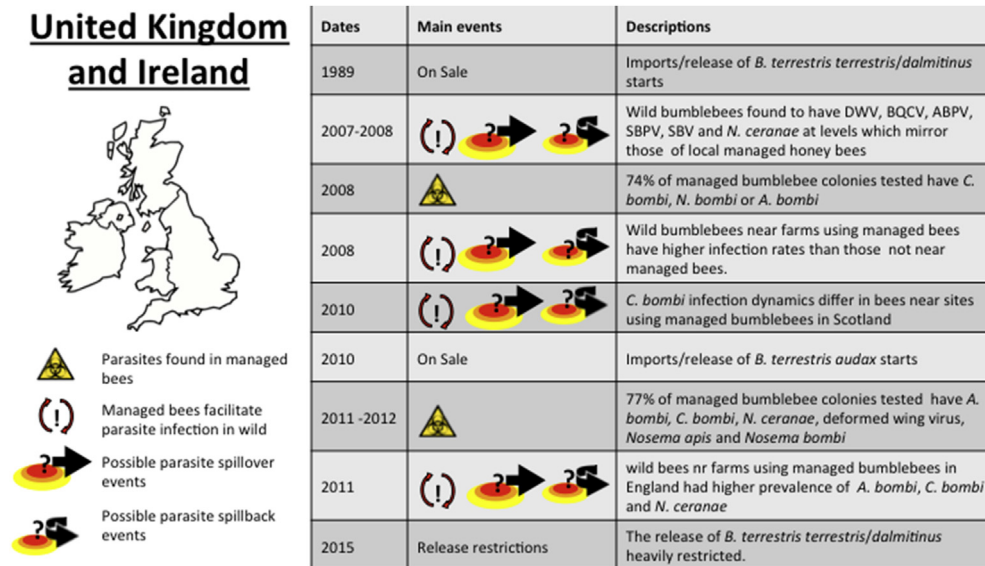 United Kingdom
and Ireland
Parasites found in managed
bees
Managed bees facilitate
parasite infection in wild
Possible parasite spillover
events
Possible parasite spillback
events
Dates Main events Descriptions
1989 On Sale Imports/release of B. terrestris terrestris/dalmitinus
starts
2007-2008 Wild bumblebees found to have DWV, BQCV, ABPV,
SBPV, SBV and N. ceranae at levels which mirror
those of local managed honey bees
2008 74% of managed bumblebee colonies tested have C.
bombi, N. bombi or A. bombi
2008 Wild bumblebees near farms using managed bees
have higher infection rates than those not near
managed bees.
2010 C. bombi infection dynamics differ in bees near sites
using managed bumblebees in Scotland
2010 On Sale Imports/release of B. terrestris audax starts
2011 -2012 77% of managed bumblebee colonies tested have A.
bombi, C. bombi, N. ceranae, deformed wing virus,
Nosema apis and Nosema bombi
2011 wild bees nr farms using managed bumblebees in
England had higher prevalence of A. bombi, C. bombi
and N. ceranae
2015 Release restrictions The release of B. terrestris terrestris/dalmitinus
heavily restricted.